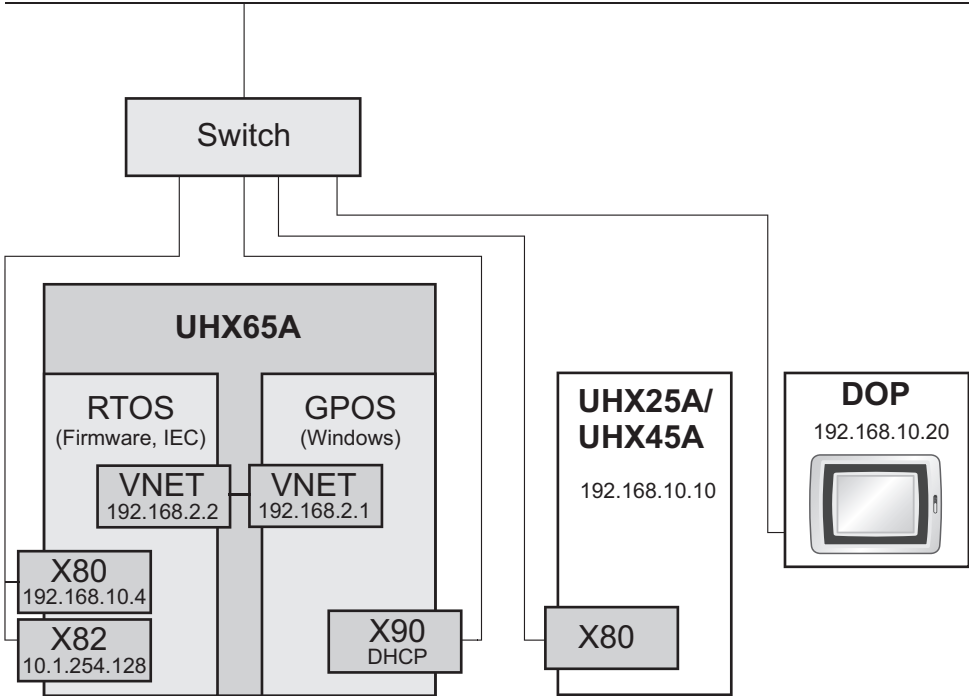 Switch
UHX65A
RTOS
(Firmware, IEC)
GPOS
(Windows)
VNET
192.168.2.2
VNET
192.168.2.1
X80
192.168.10.4
X82
10.1.254.128
X90
DHCP
UHX25A/
UHX45A
192.168.10.10
X80
DOP
192.168.10.20